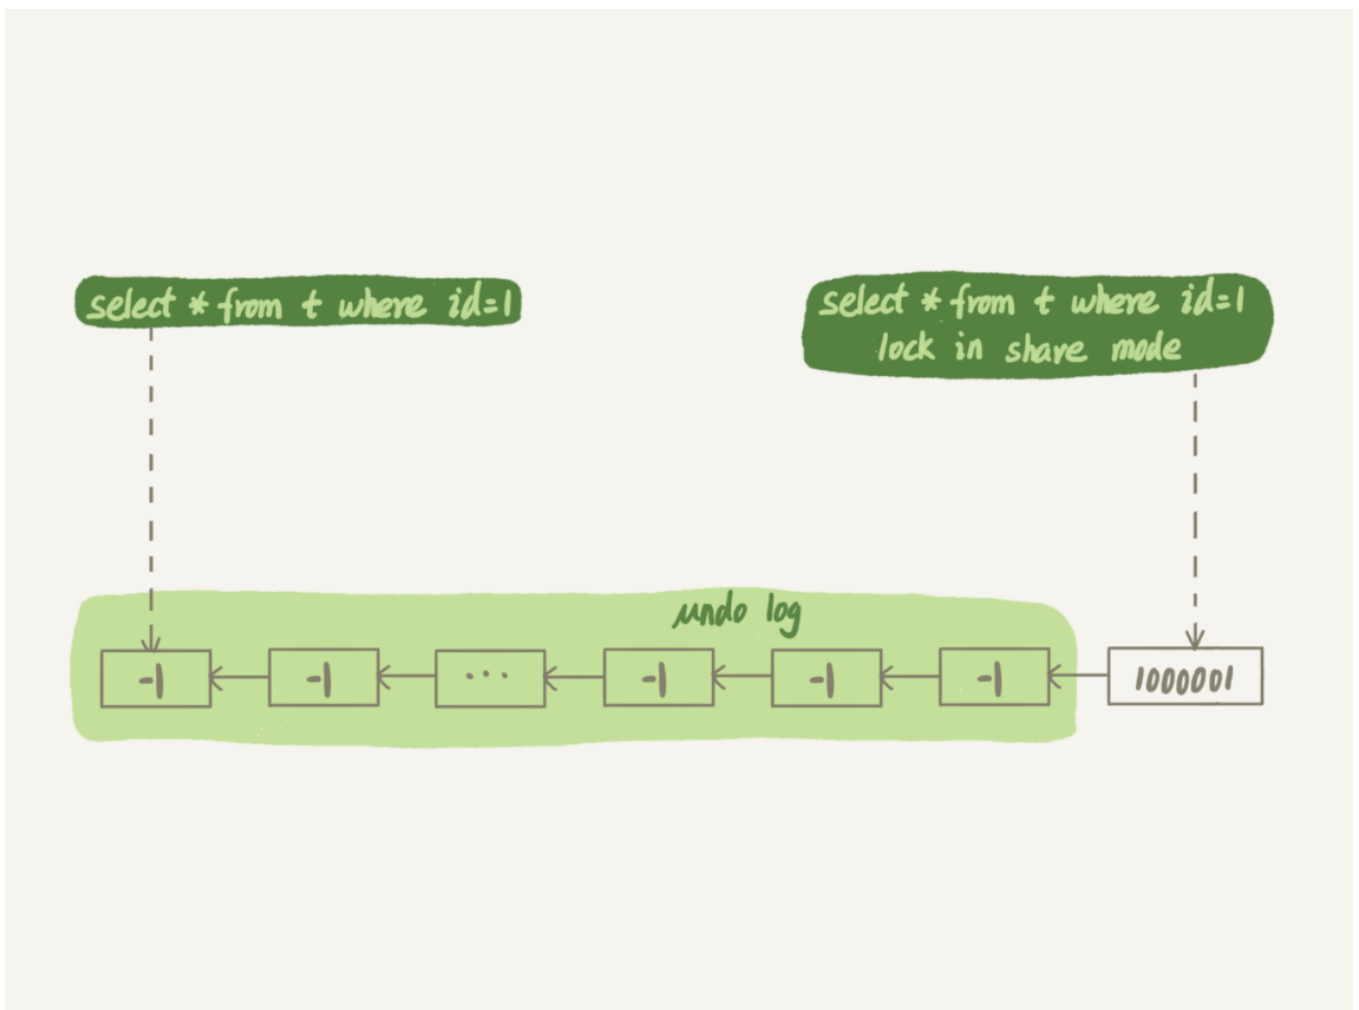 select * from t where id=1
select * from t where id=1
lock in share mode
undo log
-1
-1
...
-1
-1
-1
1000001